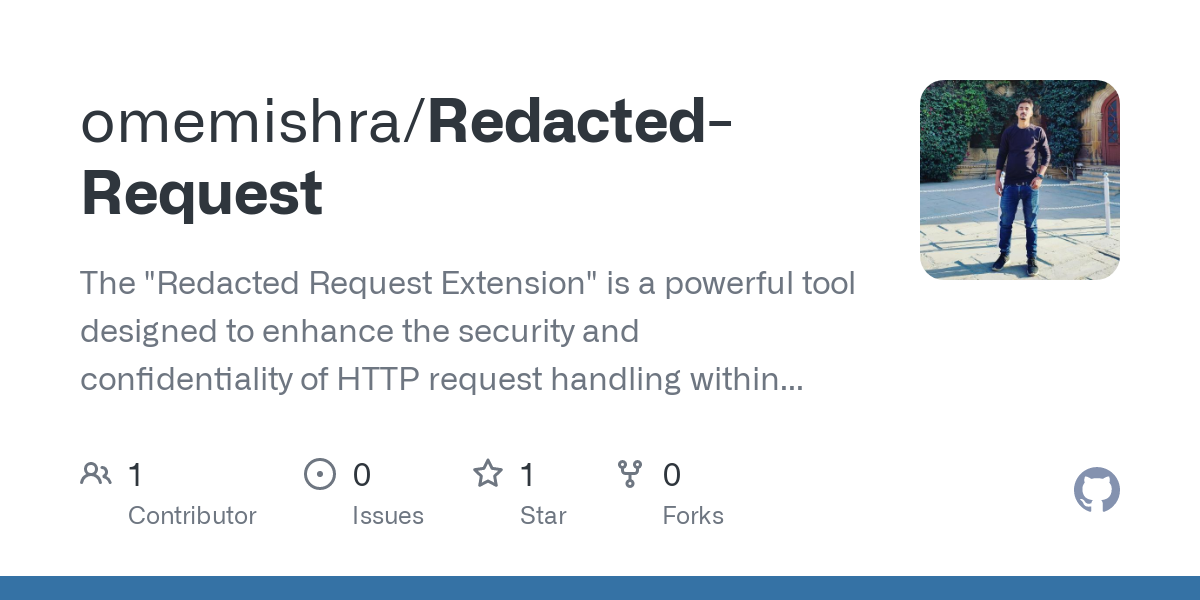 omemishra/Redacted-
Request
The "Redacted Request Extension" is a powerful tool
designed to enhance the security and
confidentiality of HTTP request handling within...
1 0 1 0
Contributor Issues Star Forks